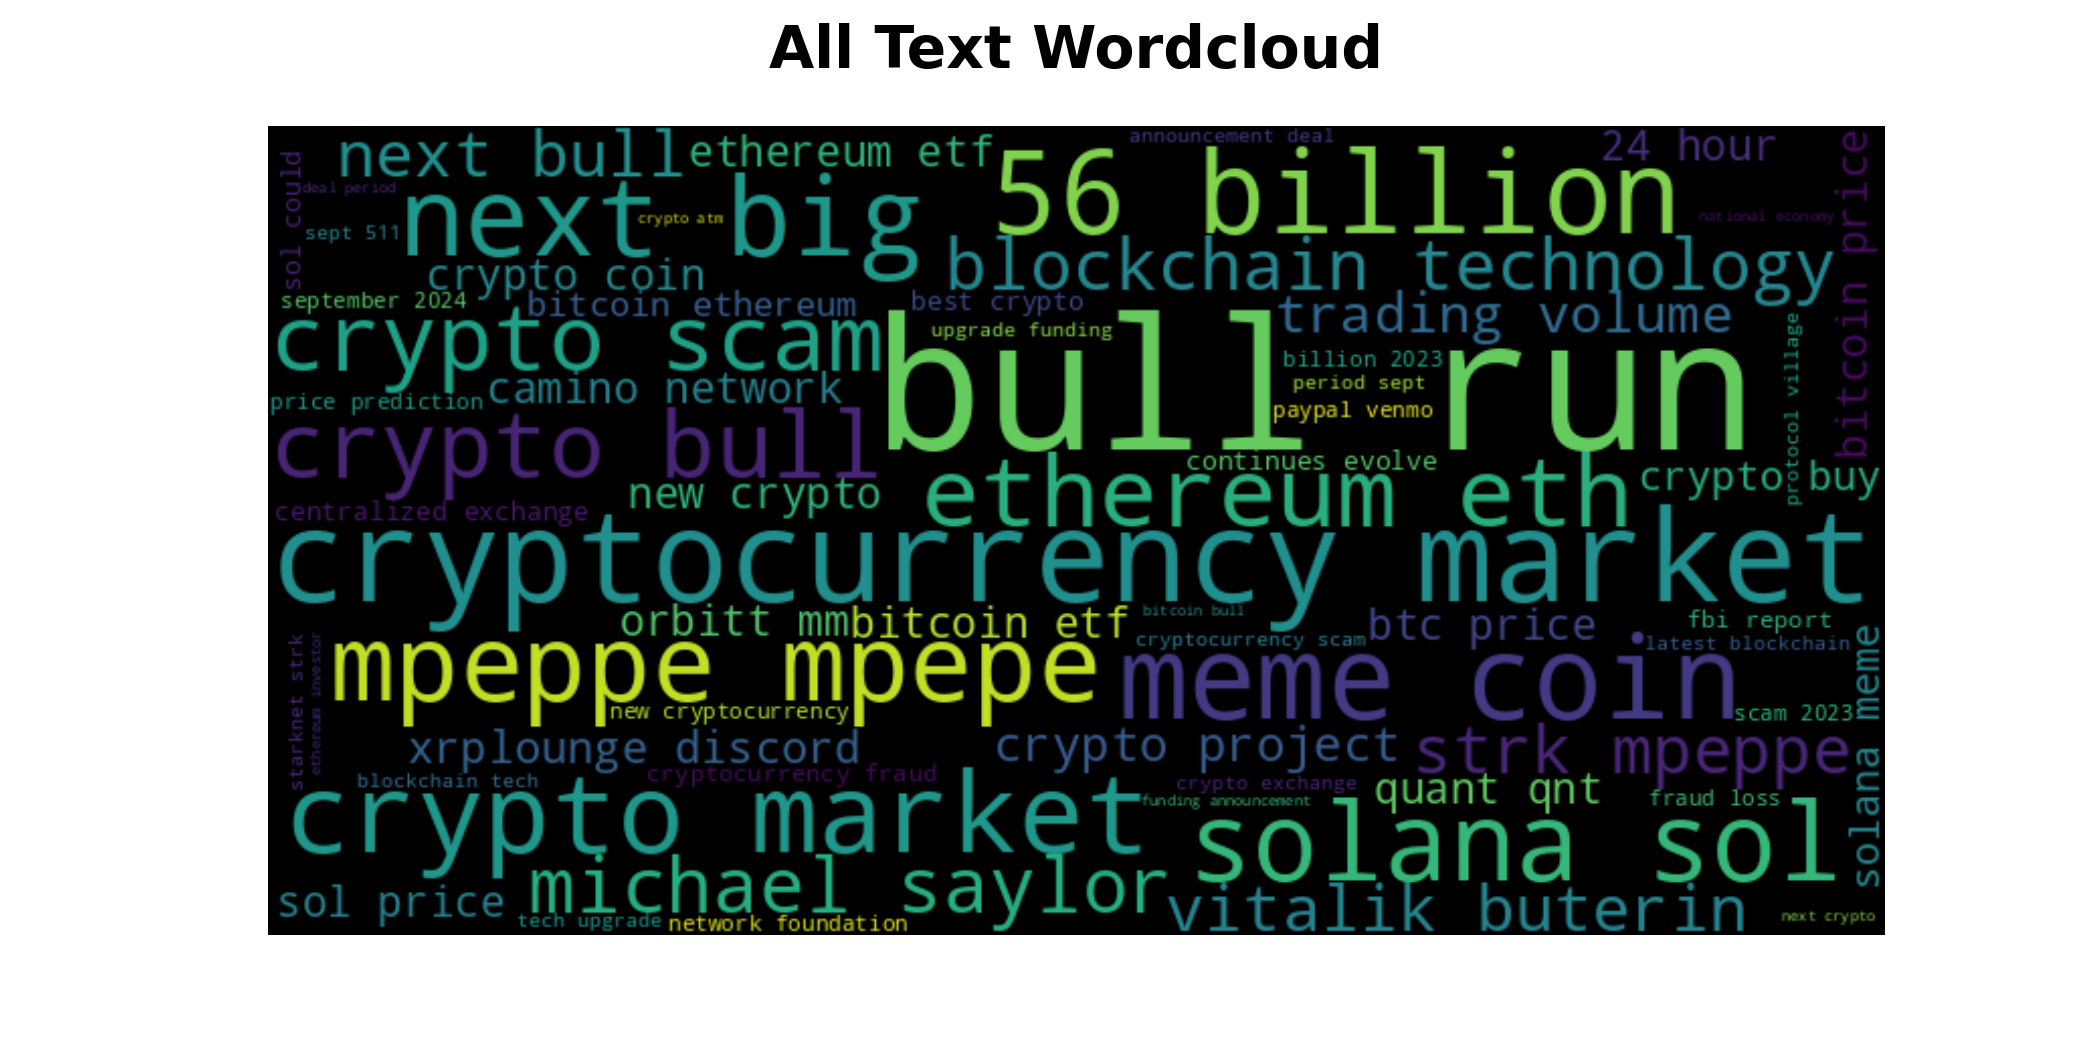 All Text Wordcloud
next bull
ethereum etf
announcement deal
24 hour
sol could
deal period
56 billion
bitcoin price
next big
crypto atm
national economy
sept 511
blockchain technology
crypto coin
september 2024
bitcoin ethereum
best crypto
trading volume
crypto scam
upgrade funding
bull run
billion 2023
protocol village
period sept
price prediction
camino network
paypal venmo
crypto bull
continues evolve
new crypto
ethereum eth
crypto buy
centralized exchange
cryptocurrency market
orbitt mm
bitcoin etf
bitcoin bull
btc price
fbi report
starknet strk
ethereum investor
cryptocurrency scam
latest blockchain
mpeppe mpepe
meme coin
solana meme
new cryptocurrency
scam 2023
xrplounge discord
crypto project
strk mpeppe
blockchain tech
cryptocurrency fraud
crypto exchange
quant qnt
crypto market
funding announcement
fraud loss
solana sol
michael saylor
sol price
vitalik buterin
tech upgrade
network foundation
next crypto